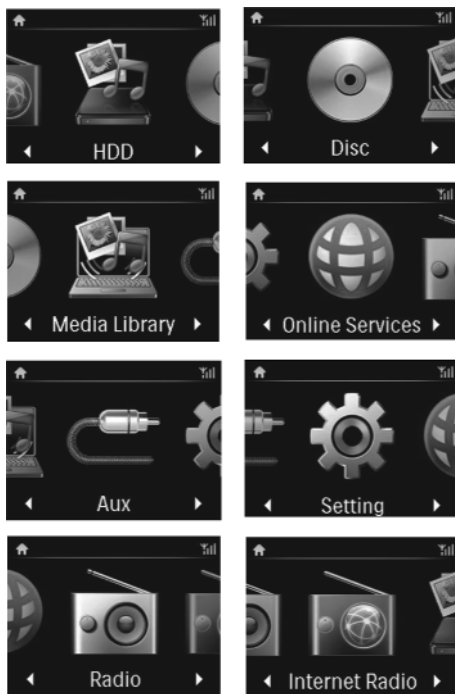 HDD
Disc
Media Library
Online Services
Aux
Setting
Radio
Internet Radio